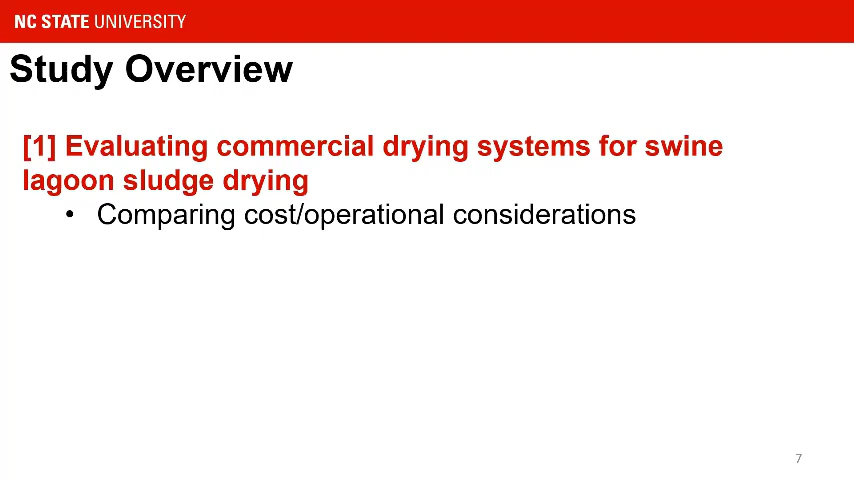 NC STATE UNIVERSITY
Study Overview
[1] Evaluating commercial drying systems for swine
lagoon sludge drying
• Comparing cost/operational considerations
7